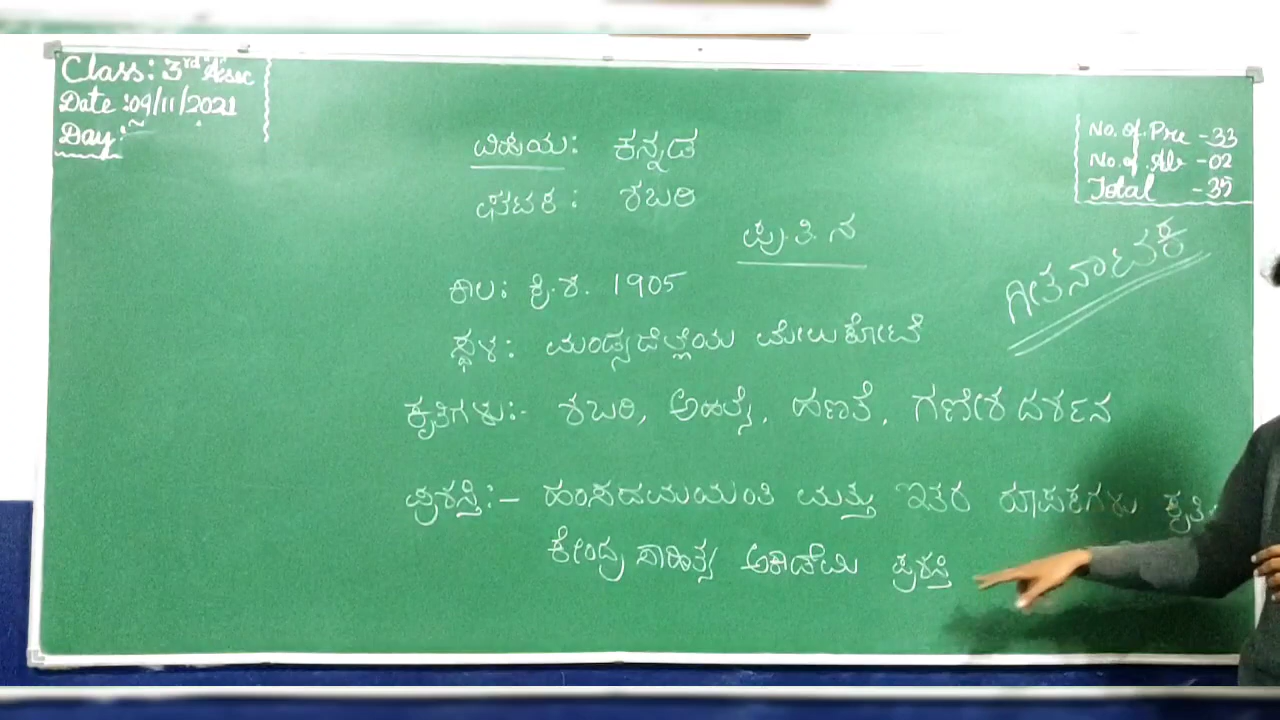 Class: 3rd A sec
Date :09/11/2021
Day:
No. of. Pre -33
No. of. Ab -02
Total -35
ವಿಷಯ: ಕನ್ನಡ
ಘಟಕ: ಶಬರಿ
ಪು.ತಿ.ನ
ಗೀತನಾಟಕ
ಕಾಲ: ಕ್ರಿ.ಶ. 1905
ಸ್ಥಳ: ಮಂಡ್ಯ ಜಿಲ್ಲೆಯ ಮೇಲುಕೋಟೆ
ಕೃತಿಗಳು:- ಶಬರಿ, ಅಹಲ್ಯೆ, ಹಣತೆ, ಗಣೇಶ ದರ್ಶನ
ಪ್ರಶಸ್ತಿ:- ಹಂಸದಮಯಂತಿ ಮತ್ತು ಇತರ ರೂಪಕಗಳು
ಕೇಂದ್ರ ಸಾಹಿತ್ಯ ಅಕಾಡೆಮಿ ಪ್ರಶಸ್ತಿ